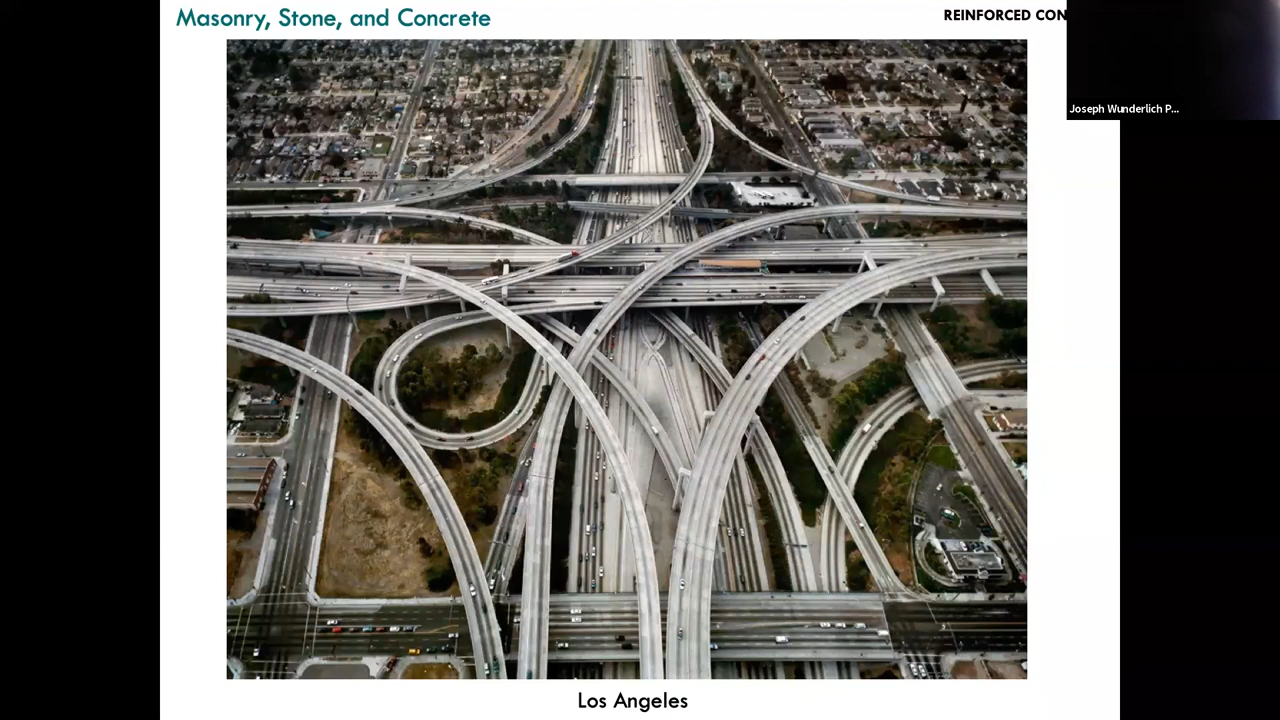 Masonry, Stone, and Concrete
REINFORCED CON
Joseph Wunderlich P...
Los Angeles